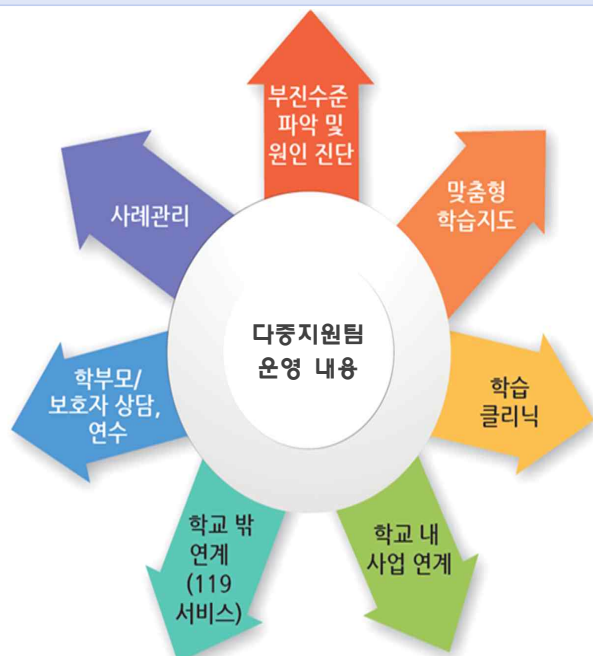 부진수준
파악 및
원인 진단
맞춤형
학습지도
학습
클리닉
학교 내
사업 연계
학교 밖
연계
(119
서비스)
학부모/
보호자 상담,
연수
사례관리
다중지원팀
운영 내용